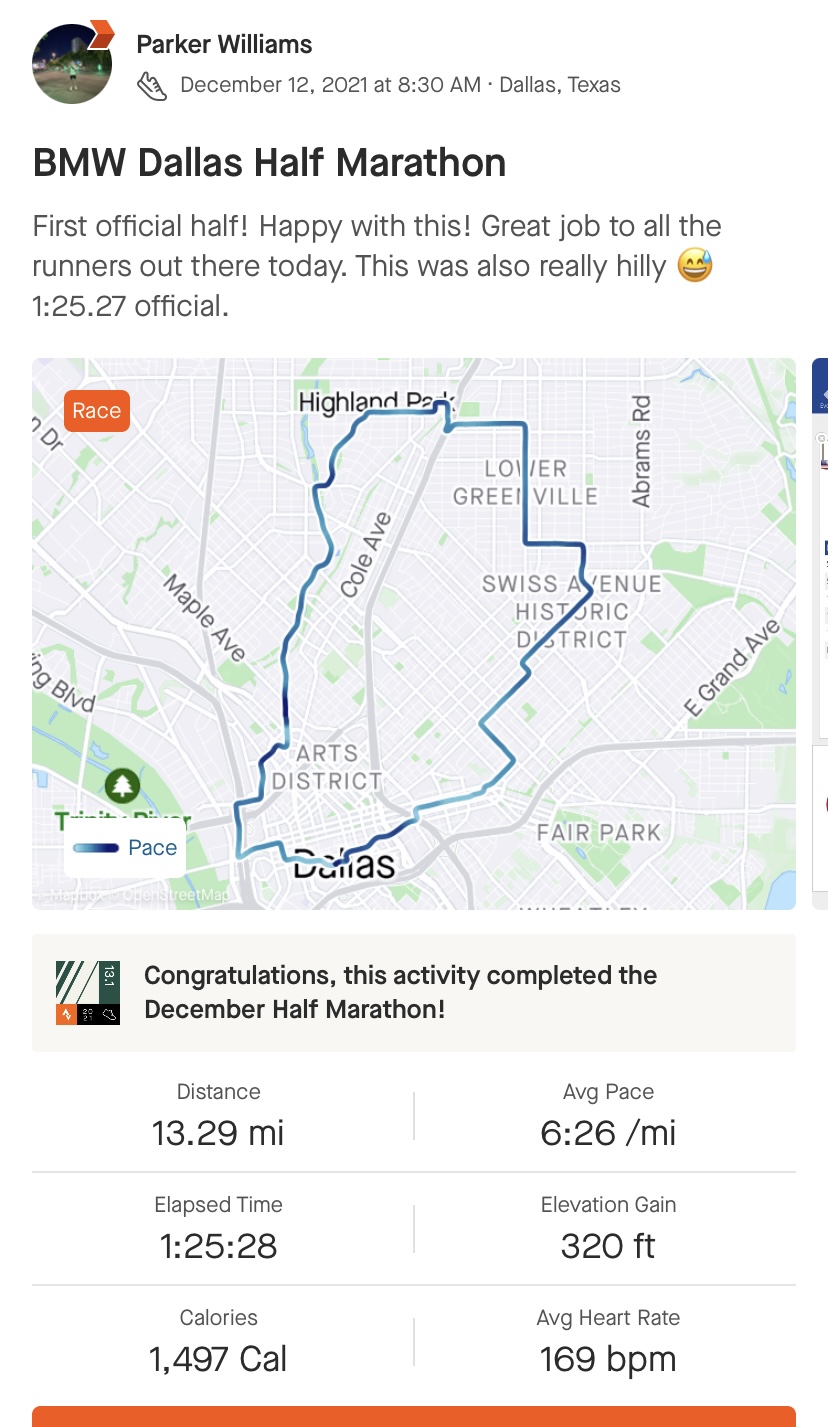 Parker Williams
December 12, 2021 at 8:30 AM · Dallas, Texas
BMW Dallas Half Marathon
First official half! Happy with this! Great job to all the
runners out there today. This was also really hilly 😅
1:25.27 official.
Race
Highland Park
Dr
LOWER
GREENVILLE
Abrams Rd
Cole Ave
Maple Ave
SWISS AVENUE
HISTORIC
DISTRICT
E Grand Ave
Blvd
ARTS
DISTRICT
Trinity River
Pace
Dallas
FAIR PARK
Mapbox © OpenStreetMap
13.1
20
21
Congratulations, this activity completed the
December Half Marathon!
Distance
13.29 mi
Avg Pace
6:26 /mi
Elapsed Time
1:25:28
Elevation Gain
320 ft
Calories
1,497 Cal
Avg Heart Rate
169 bpm